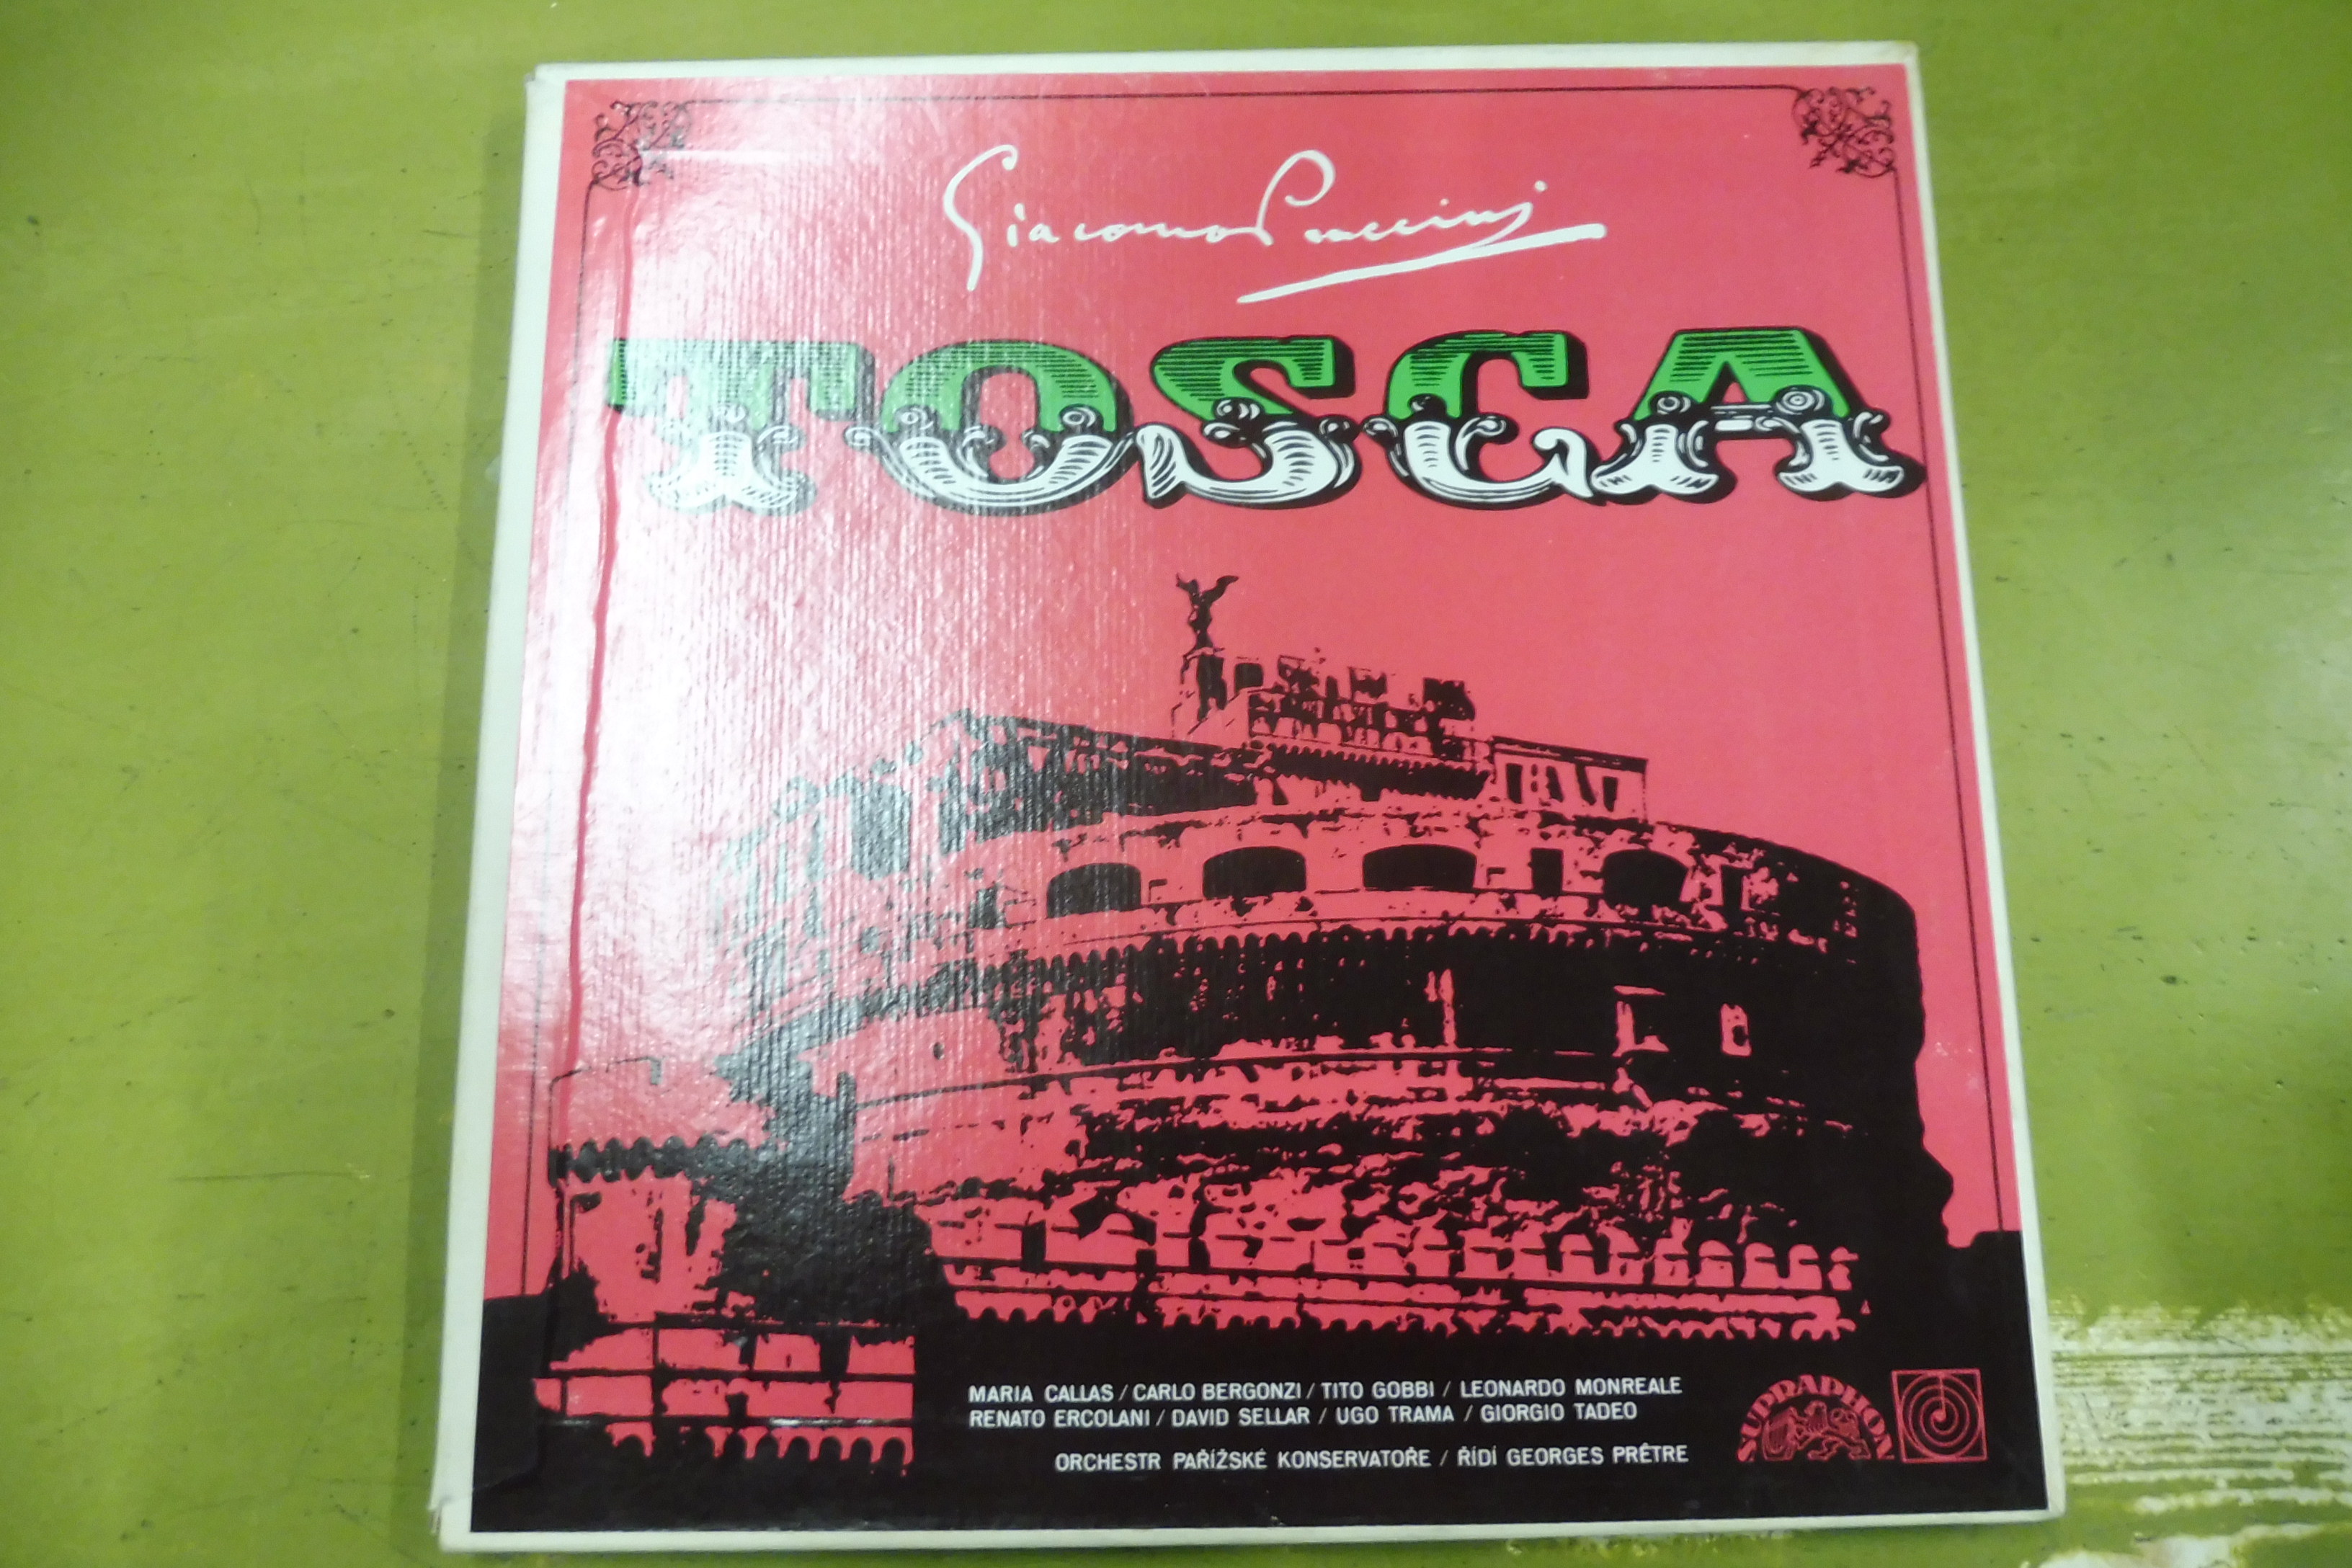 Giacomo Puccini
TOSCA
MARIA CALLAS / CARLO BERGONZI / TITO GOBBI / LEONARDO MONREALE
RENATO ERCOLANI / DAVID SELLAR / UGO TRAMA / GIORGIO TADEO
ORCHESTR PAŘÍŽSKÉ KONSERVATOŘE / ŘÍDÍ GEORGES PRÊTRE
SUPRAPHON